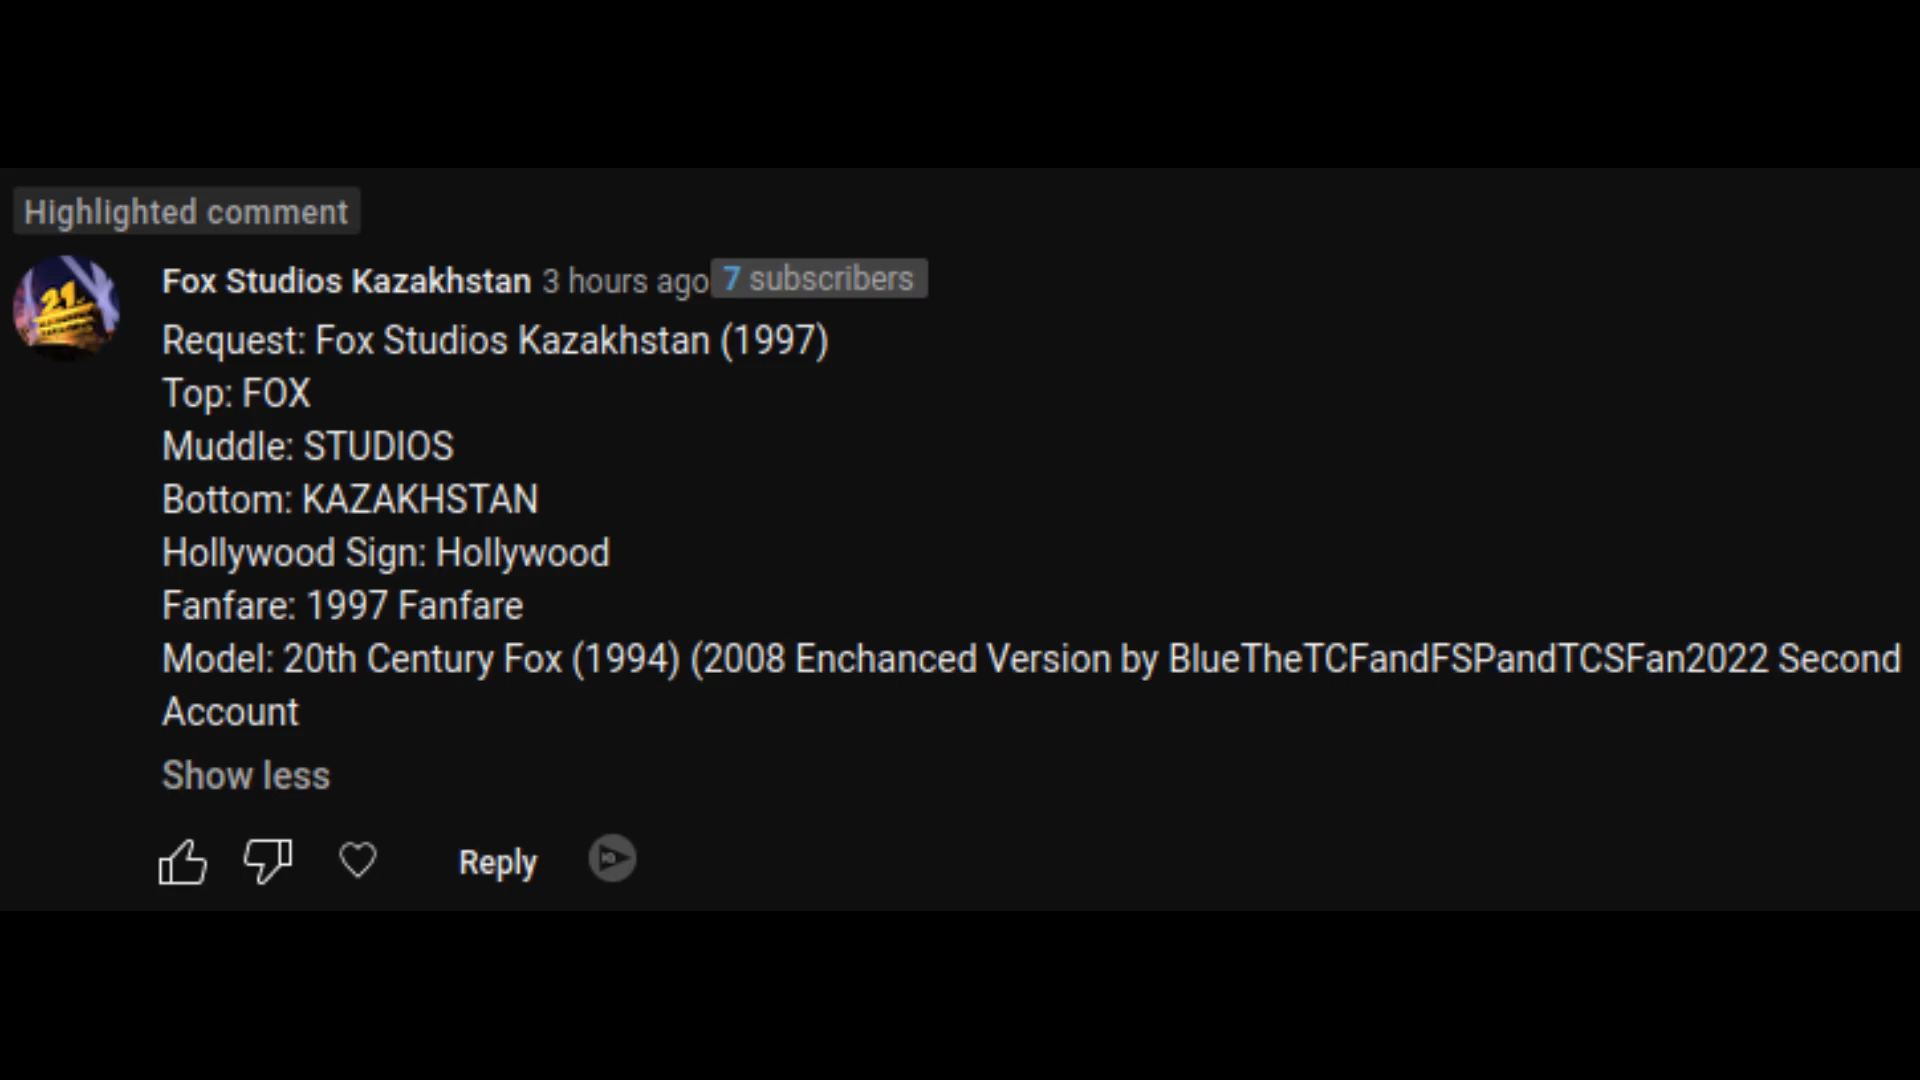 Highlighted comment
Fox Studios Kazakhstan 3 hours ago 7 subscribers
Request: Fox Studios Kazakhstan (1997)
Top: FOX
Muddle: STUDIOS
Bottom: KAZAKHSTAN
Hollywood Sign: Hollywood
Fanfare: 1997 Fanfare
Model: 20th Century Fox (1994) (2008 Enchanced Version by BlueTheTCFandFSPandTCSFan2022 Second
Account
Show less
Reply
21